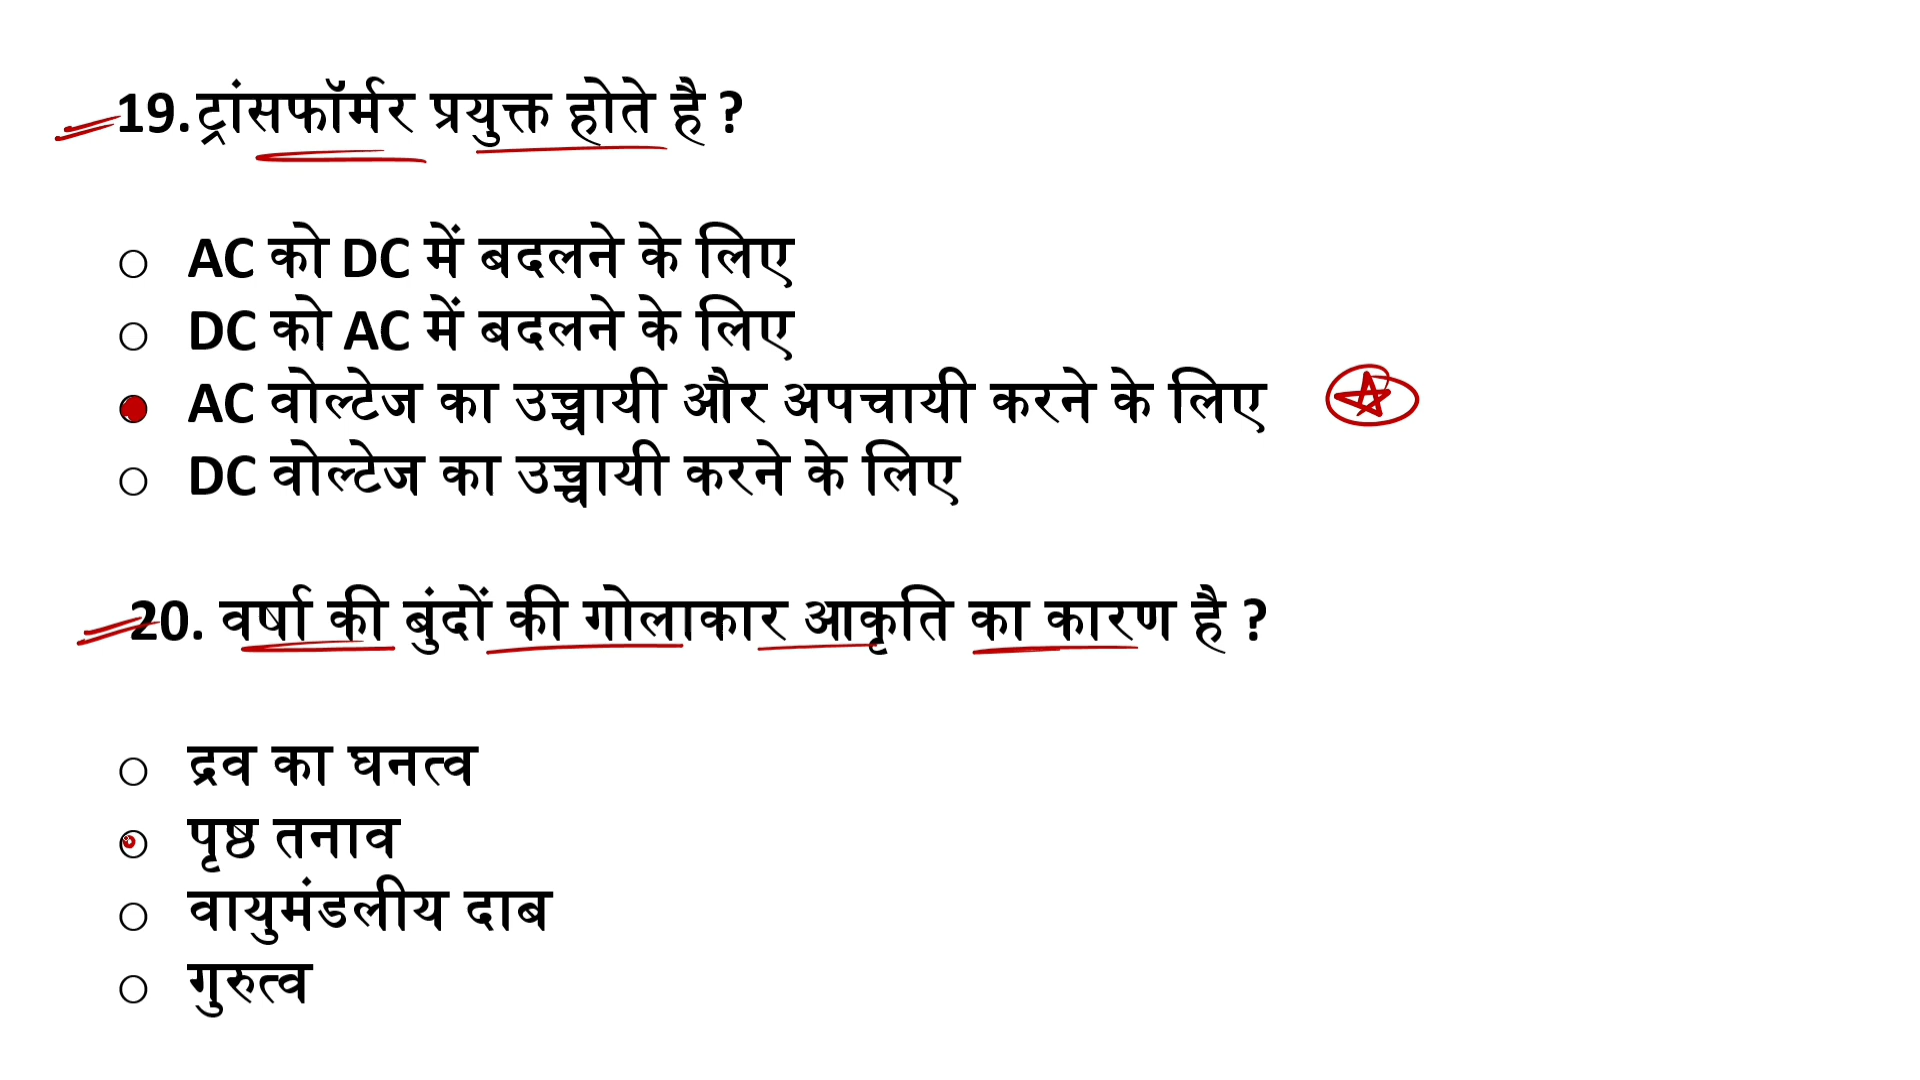 19.ट्रांसफॉर्मर प्रयुक्त होते है ?
AC को DC में बदलने के लिए
DC को AC में बदलने के लिए
AC वोल्टेज का उच्चायी और अपचायी करने के लिए
DC वोल्टेज का उच्चायी करने के लिए
20. वर्षा की बुंदों की गोलाकार आकृति का कारण है ?
द्रव का घनत्व
पृष्ठ तनाव
वायुमंडलीय दाब
गुरुत्व